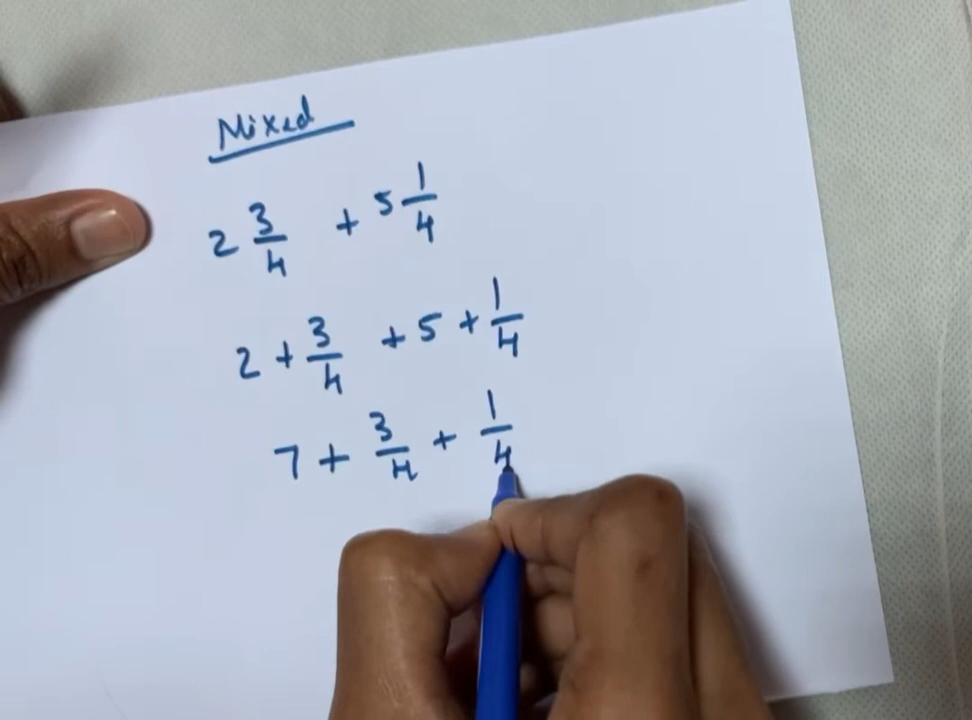 Mixed
2 3/4 + 5 1/4
2 + 3/4 + 5 + 1/4
7 + 3/4 + 1/4